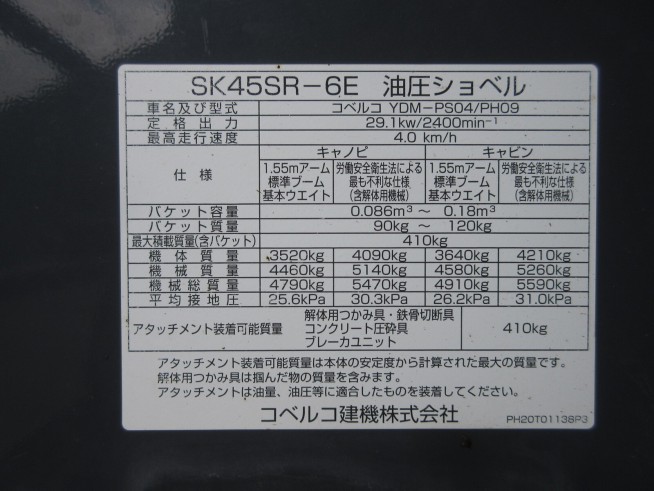 SK45SR-6E 油圧ショベル
車名及び型式 コベルコ YDM-PS04/PH09
定格出力 29.1kw/2400min⁻¹
最高走行速度 4.0 km/h
仕様 キャノピ キャビン
1.55mアーム 標準ブーム 基本ウエイト 労働安全衛生法による 最も不利な仕様 (含解体用機械) 1.55mアーム 標準ブーム 基本ウエイト 労働安全衛生法による 最も不利な仕様 (含解体用機械)
バケット容量 0.086m³ ~ 0.18m³
バケット質量 90kg ~ 120kg
最大積載質量(含バケット) 410kg
機体質量 3520kg 4090kg 3640kg 4210kg
機械質量 4460kg 5140kg 4580kg 5260kg
機械総質量 4790kg 5470kg 4910kg 5590kg
平均接地圧 25.6kPa 30.3kPa 26.2kPa 31.0kPa
アタッチメント装着可能質量 解体用つかみ具・鉄骨切断具 コンクリート圧砕具 ブレーカユニット 410kg
アタッチメント装着可能質量は本体の安定度から計算された最大の質量です。
解体用つかみ具は掴んだ物の質量を含みます。
アタッチメントは油量、油圧等に適合したものを装着してください。
コベルコ建機株式会社 PH20T01138P3